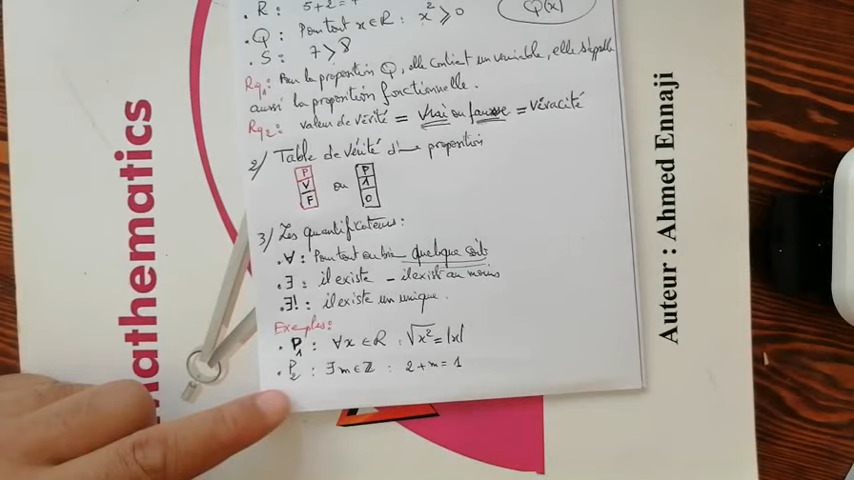 . R : 5+2=
. Q : Pour tout x ∈ R : x² ⩾ 0 Q(x)
. S : 7 > 8
Rq1: Pour la proposition Q, elle contient un variable, elle s'appelle
aussi la proposition fonctionnelle.
Rq2: valeur de vérité = vrai ou fausse = véracité
2/ Table de vérité d'une proposition
P ou P
V 1
F 0
3/ Les quantificateurs:
. ∀ : Pour tout ou bien quelque soit
. ∃ : il existe - il existe au moins
. ∃! : il existe un unique.
Exemples:
. P1 : ∀x ∈ R : √x² = |x|
. P2 : ∃m ∈ Z : 2 + m = 1
Mathématics
Auteur : Ahmed Ennaji